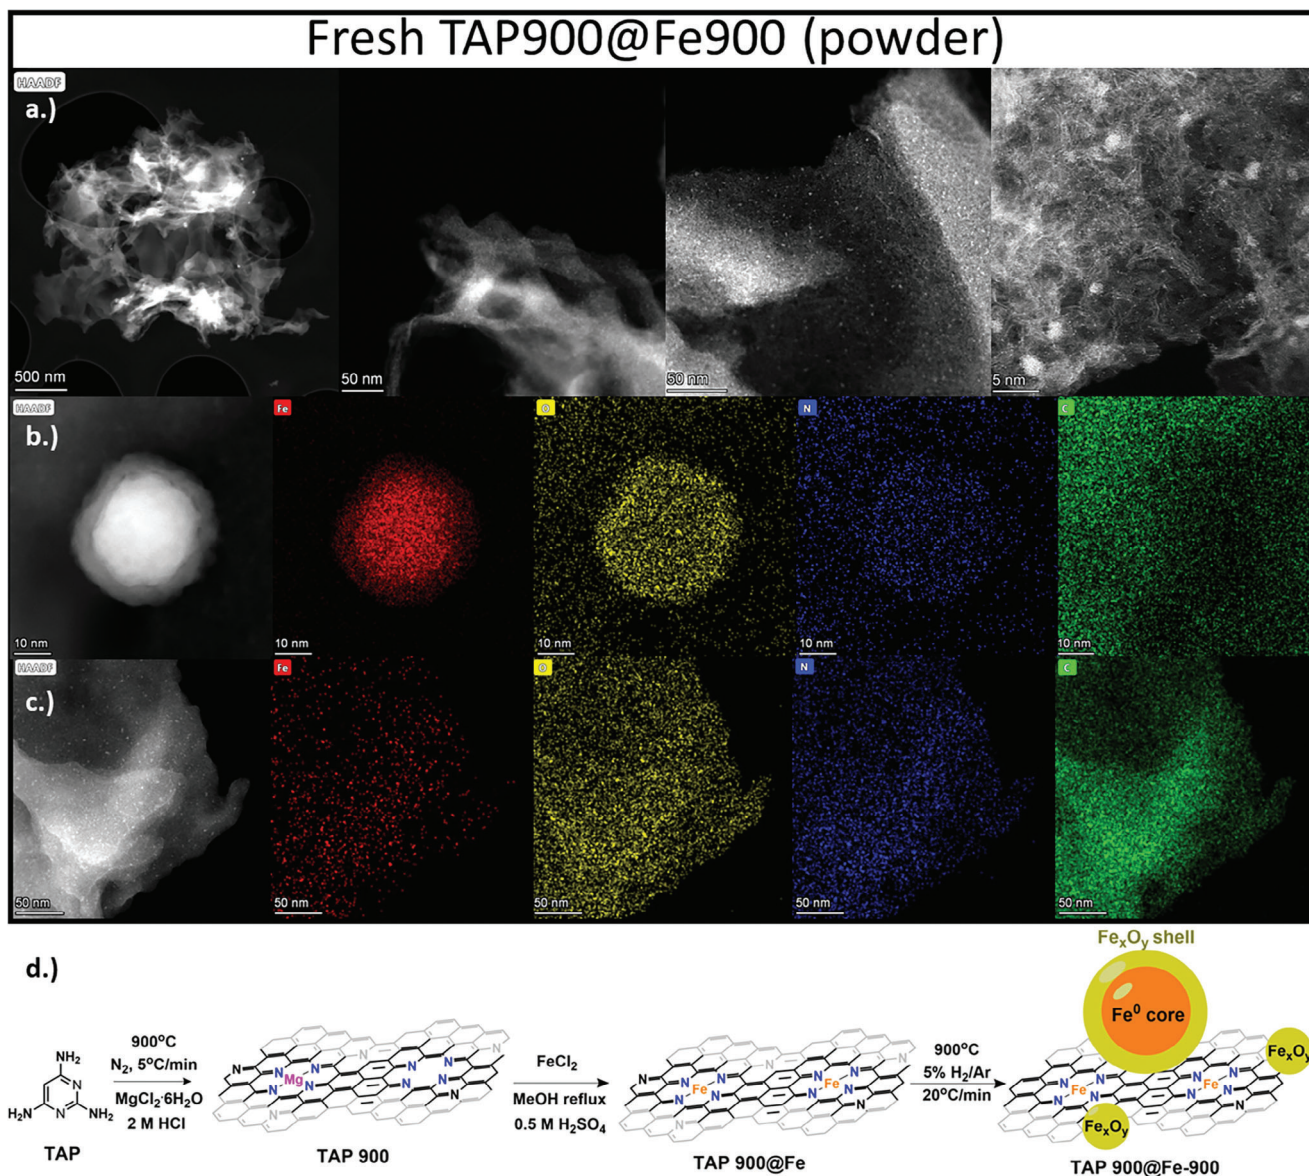 Fresh TAP900@Fe900 (powder)
HAADF
a.)
500 nm
50 nm
50 nm
5 nm
HAADF
b.)
Fe
O
N
C
10 nm
10 nm
10 nm
10 nm
10 nm
HAADF
c.)
Fe
O
N
C
50 nm
50 nm
50 nm
50 nm
50 nm
d.)
FexOy shell
Fe⁰ core
FexOy
FexOy
NH₂
N
N
H₂N
NH₂
TAP
900ºC
N₂, 5ºC/min
MgCl₂·6H₂O
2 M HCl
N
N
N
N
Mg
N
N
N
N
N
N
N
TAP 900
FeCl₂
MeOH reflux
0.5 M H₂SO₄
N
N
N
N
N
Fe
N
N
N
Fe
N
N
N
N
TAP 900@Fe
900ºC
5% H₂/Ar
20ºC/min
N
N
N
N
N
Fe
N
N
Fe
N
N
N
N
TAP 900@Fe-900